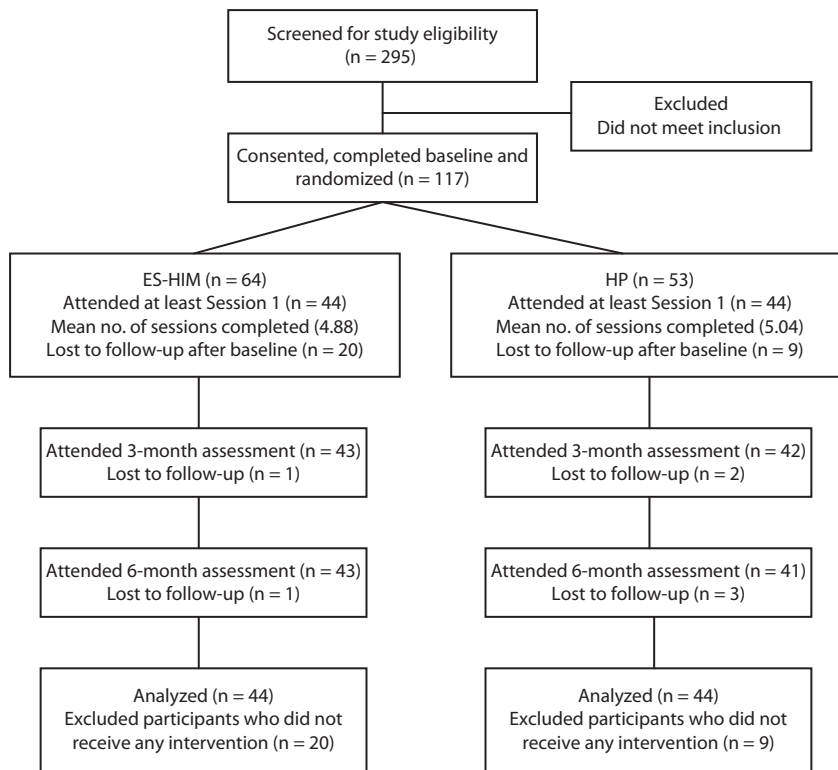 Screened for study eligibility
(n = 295)
Excluded
Did not meet inclusion
Consented, completed baseline and
randomized (n = 117)
ES-HIM (n = 64)
Attended at least Session 1 (n = 44)
Mean no. of sessions completed (4.88)
Lost to follow-up after baseline (n = 20)
HP (n = 53)
Attended at least Session 1 (n = 44)
Mean no. of sessions completed (5.04)
Lost to follow-up after baseline (n = 9)
Attended 3-month assessment (n = 43)
Lost to follow-up (n = 1)
Attended 3-month assessment (n = 42)
Lost to follow-up (n = 2)
Attended 6-month assessment (n = 43)
Lost to follow-up (n = 1)
Attended 6-month assessment (n = 41)
Lost to follow-up (n = 3)
Analyzed (n = 44)
Excluded participants who did not
receive any intervention (n = 20)
Analyzed (n = 44)
Excluded participants who did not
receive any intervention (n = 9)